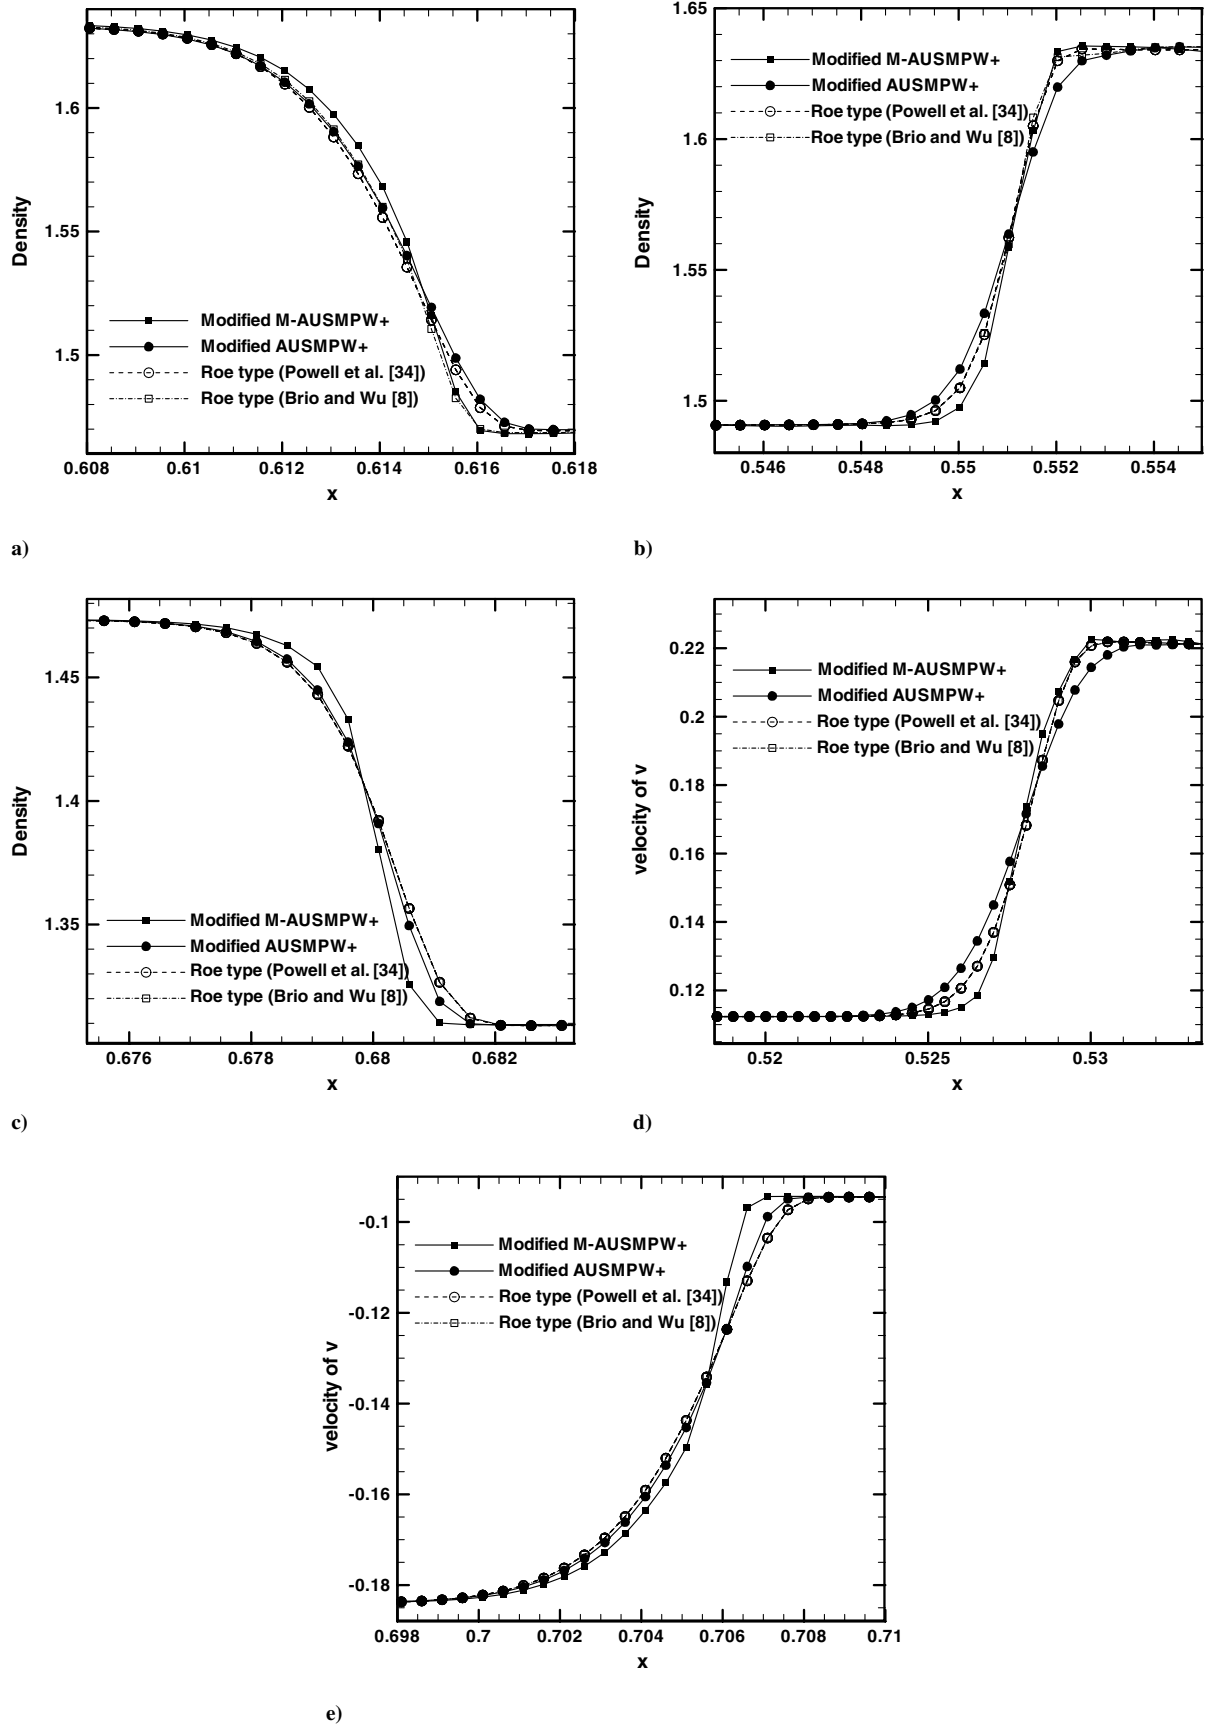 1.6
1.55
1.5
Density
Modified M-AUSMPW+
Modified AUSMPW+
Roe type (Powell et al. [34])
Roe type (Brio and Wu [8])
0.608 0.61 0.612 0.614 0.616 0.618
x
a)
1.65
1.6
1.55
1.5
Density
Modified M-AUSMPW+
Modified AUSMPW+
Roe type (Powell et al. [34])
Roe type (Brio and Wu [8])
0.546 0.548 0.55 0.552 0.554
x
b)
1.45
1.4
1.35
Density
Modified M-AUSMPW+
Modified AUSMPW+
Roe type (Powell et al. [34])
Roe type (Brio and Wu [8])
0.676 0.678 0.68 0.682
x
c)
0.22
0.2
0.18
0.16
0.14
0.12
velocity of v
Modified M-AUSMPW+
Modified AUSMPW+
Roe type (Powell et al. [34])
Roe type (Brio and Wu [8])
0.52 0.525 0.53
x
d)
-0.1
-0.12
-0.14
-0.16
-0.18
velocity of v
Modified M-AUSMPW+
Modified AUSMPW+
Roe type (Powell et al. [34])
Roe type (Brio and Wu [8])
0.698 0.7 0.702 0.704 0.706 0.708 0.71
x
e)